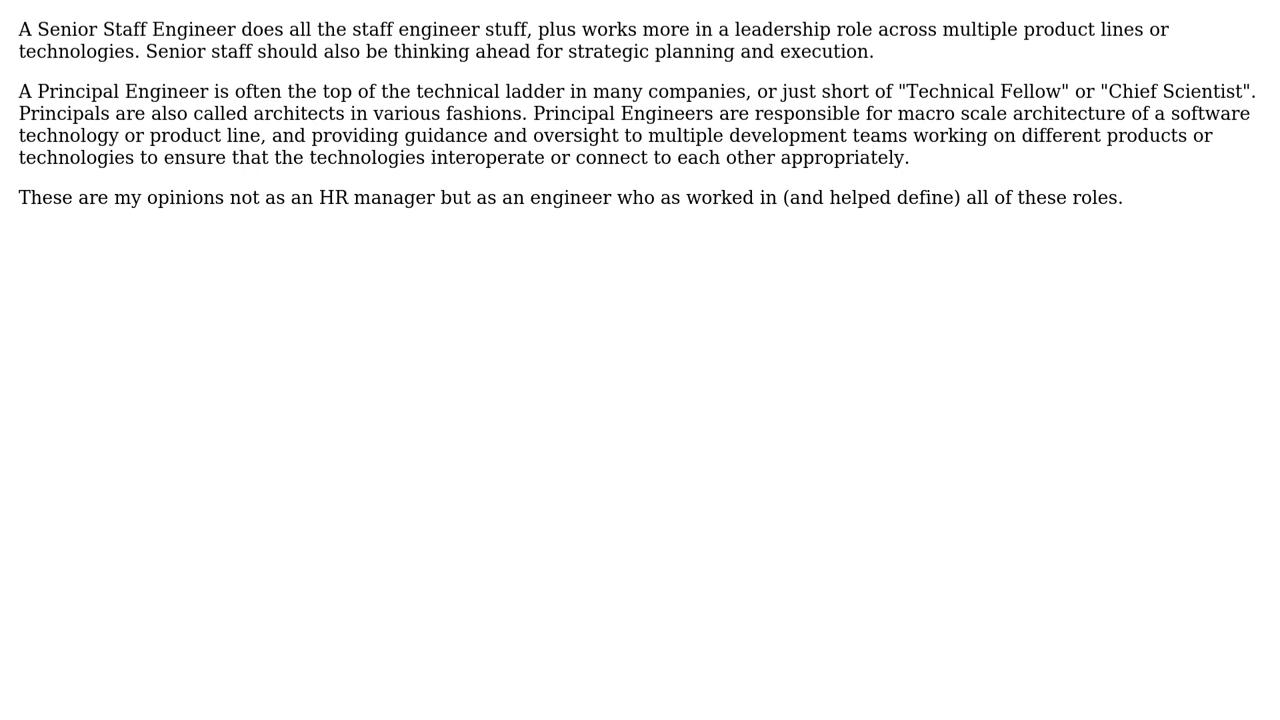 A Senior Staff Engineer does all the staff engineer stuff, plus works more in a leadership role across multiple product lines or
technologies. Senior staff should also be thinking ahead for strategic planning and execution.
A Principal Engineer is often the top of the technical ladder in many companies, or just short of "Technical Fellow" or "Chief Scientist".
Principals are also called architects in various fashions. Principal Engineers are responsible for macro scale architecture of a software
technology or product line, and providing guidance and oversight to multiple development teams working on different products or
technologies to ensure that the technologies interoperate or connect to each other appropriately.
These are my opinions not as an HR manager but as an engineer who as worked in (and helped define) all of these roles.